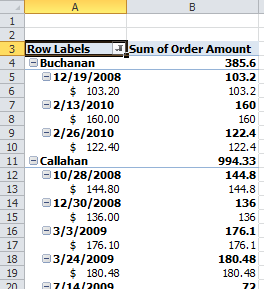 A B
1
2
3 Row Labels Sum of Order Amount
4 Buchanan 385.6
5 12/19/2008 103.2
6 $ 103.20 103.2
7 2/13/2010 160
8 $ 160.00 160
9 2/26/2010 122.4
10 $ 122.40 122.4
11 Callahan 994.33
12 10/28/2008 144.8
13 $ 144.80 144.8
14 12/30/2008 136
15 $ 136.00 136
16 3/3/2009 176.1
17 $ 176.10 176.1
18 3/24/2009 180.48
19 $ 180.48 180.48
20 7/14/2009 72